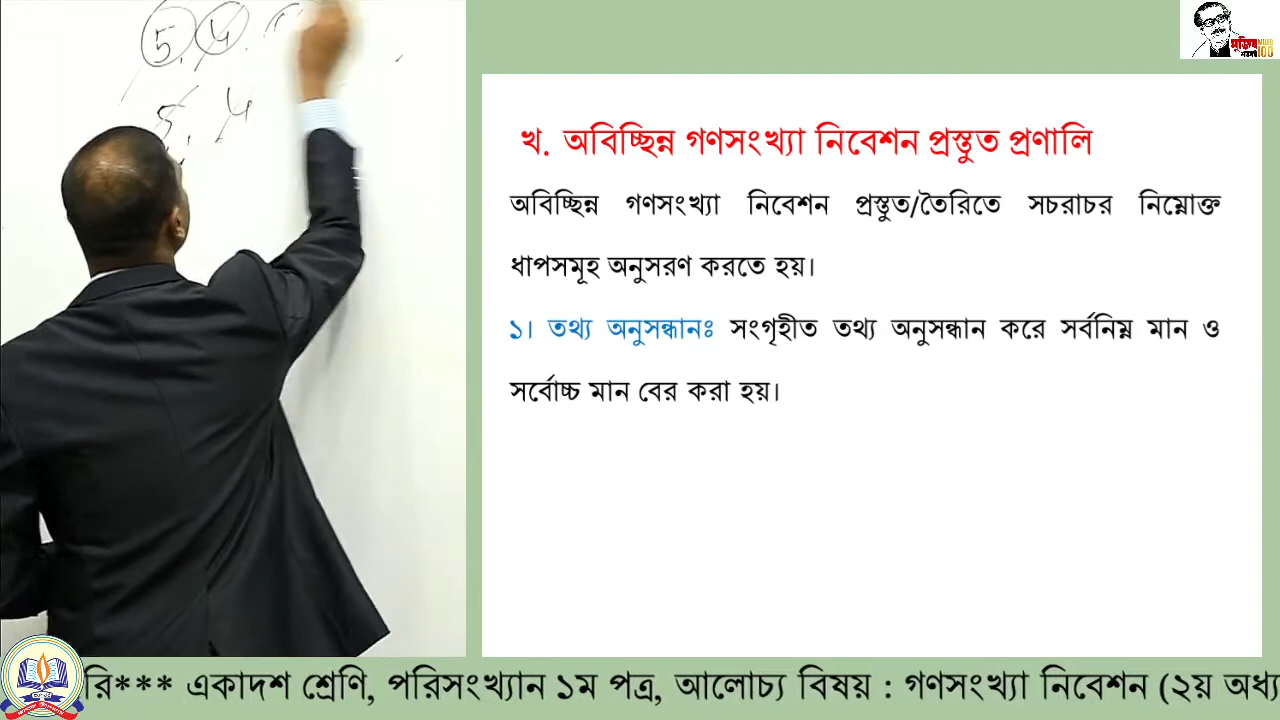 খ. অবিচ্ছিন্ন গণসংখ্যা নিবেশন প্রস্তুত প্রণালি
অবিচ্ছিন্ন গণসংখ্যা নিবেশন প্রস্তুত/তৈরিতে সচরাচর নিম্নোক্ত
ধাপসমূহ অনুসরণ করতে হয়।
১। তথ্য অনুসন্ধানঃ সংগৃহীত তথ্য অনুসন্ধান করে সর্বনিম্ন মান ও
সর্বোচ্চ মান বের করা হয়।
রি*** একাদশ শ্রেণি, পরিসংখ্যান ১ম পত্র, আলোচ্য বিষয় : গণসংখ্যা নিবেশন (২য় অধ্য